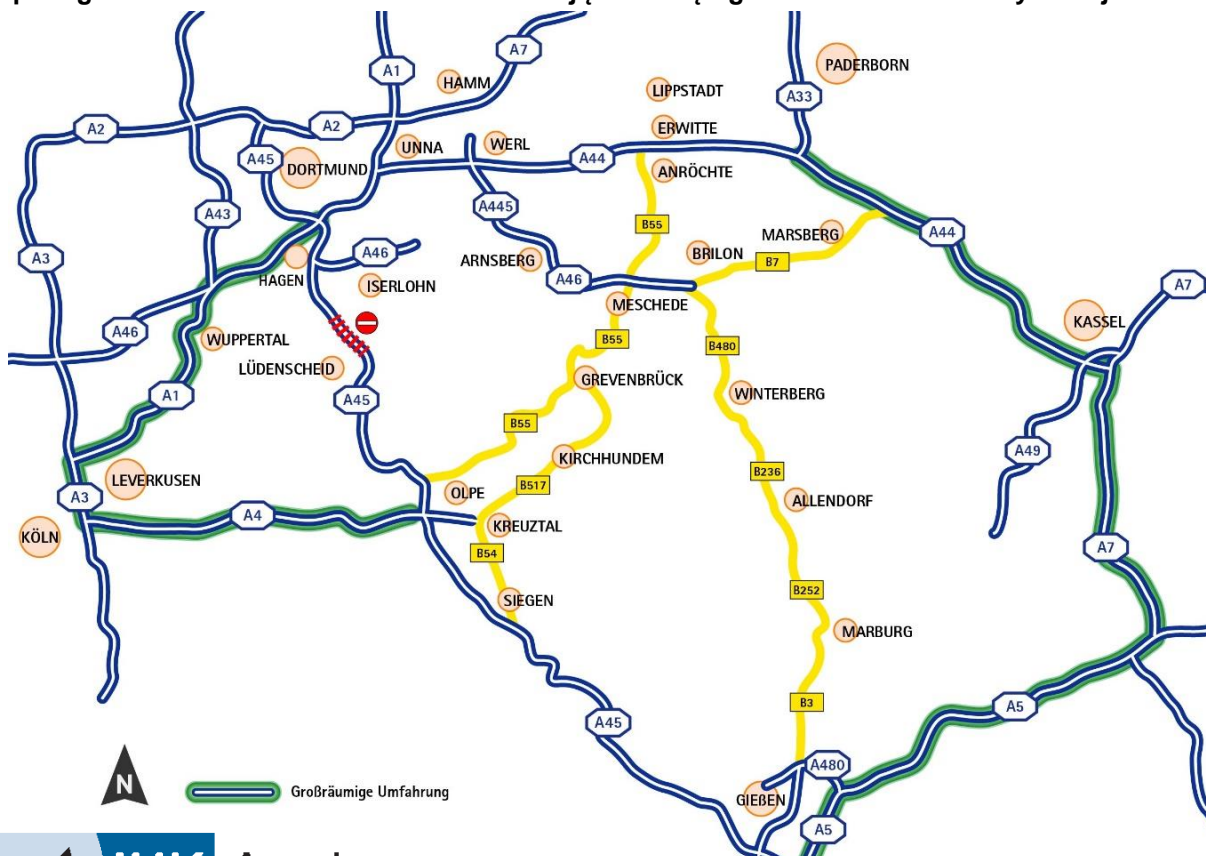 A7
A1
HAMM
PADERBORN
LIPPSTADT
A33
A2
A2
ERWITTE
UNNA
WERL
A45
DORTMUND
A44
ANRÖCHTE
A43
A445
B55
A44
MARSBERG
A46
BRILON
A3
ARNSBERG
B7
HAGEN
A46
ISERLOHN
A7
MESCHEDE
KASSEL
A46
WUPPERTAL
B55
B480
LÜDENSCHEID
GREVENBRÜCK
A1
A45
WINTERBERG
B55
A49
KIRCHHUNDEM
B236
LEVERKUSEN
B517
A3
OLPE
ALLENDORF
A4
KREUZTAL
KÖLN
A7
B54
B252
SIEGEN
MARBURG
B3
A5
A45
N
A480
Großräumige Umfahrung
GIEßEN
A5